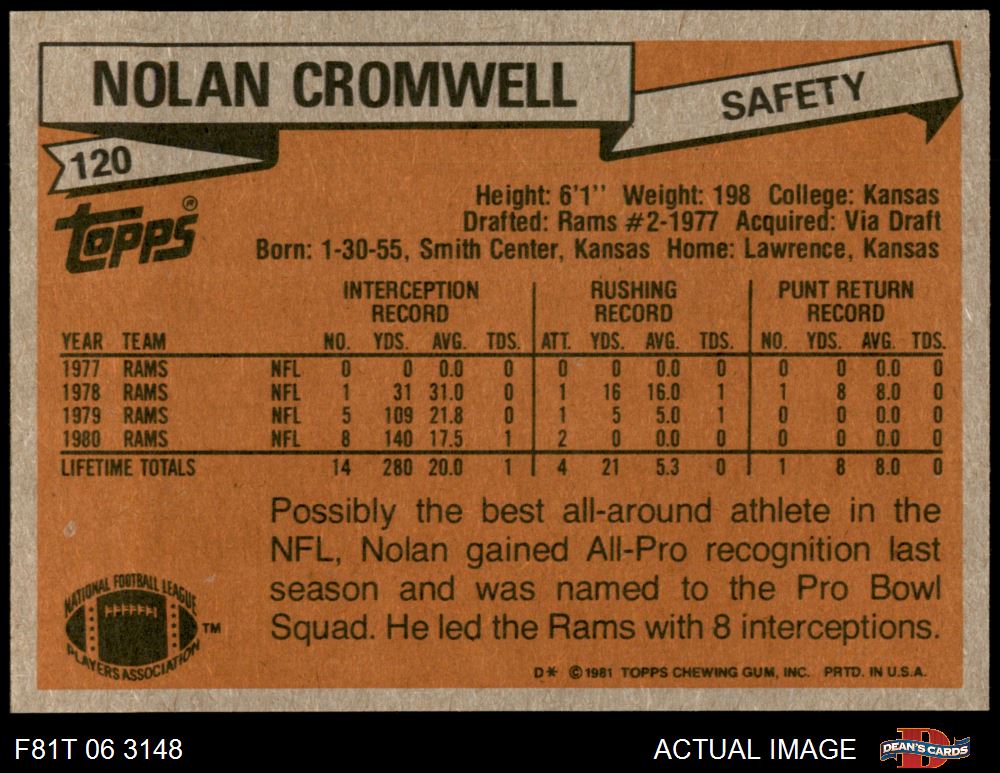 NOLAN CROMWELL
SAFETY
120
TOPPS®
Height: 6'1'' Weight: 198 College: Kansas
Drafted: Rams #2-1977 Acquired: Via Draft
Born: 1-30-55, Smith Center, Kansas Home: Lawrence, Kansas
INTERCEPTION RECORD RUSHING RECORD PUNT RETURN RECORD
YEAR TEAM NO. YDS. AVG. TDS. ATT. YDS. AVG. TDS. NO. YDS. AVG. TDS.
1977 RAMS NFL 0 0 0.0 0 0 0 0.0 0 0 0 0.0 0
1978 RAMS NFL 1 31 31.0 0 1 16 16.0 1 1 8 8.0 0
1979 RAMS NFL 5 109 21.8 0 1 5 5.0 1 0 0 0.0 0
1980 RAMS NFL 8 140 17.5 1 2 0 0.0 0 0 0 0.0 0
LIFETIME TOTALS 14 280 20.0 1 4 21 5.3 0 1 8 8.0 0
Possibly the best all-around athlete in the
NFL, Nolan gained All-Pro recognition last
season and was named to the Pro Bowl
Squad. He led the Rams with 8 interceptions.
NATIONAL FOOTBALL LEAGUE
PLAYERS ASSOCIATION
TM
D* © 1981 TOPPS CHEWING GUM, INC. PRTD. IN U.S.A.
F81T 06 3148
ACTUAL IMAGE
D
DEAN'S CARDS